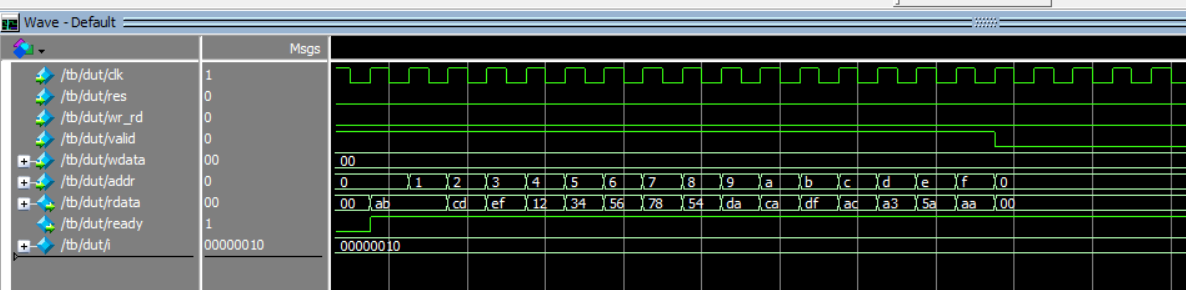 Wave - Default
Msgs
/tb/dut/clk 1
/tb/dut/res 0
/tb/dut/wr_rd 0
/tb/dut/valid 0
/tb/dut/wdata 00 00
/tb/dut/addr 0 0 1 2 3 4 5 6 7 8 9 a b c d e f 0
/tb/dut/rdata 00 00 ab cd ef 12 34 56 78 54 da ca df ac a3 5a aa 00
/tb/dut/ready 1
/tb/dut/i 00000010 00000010